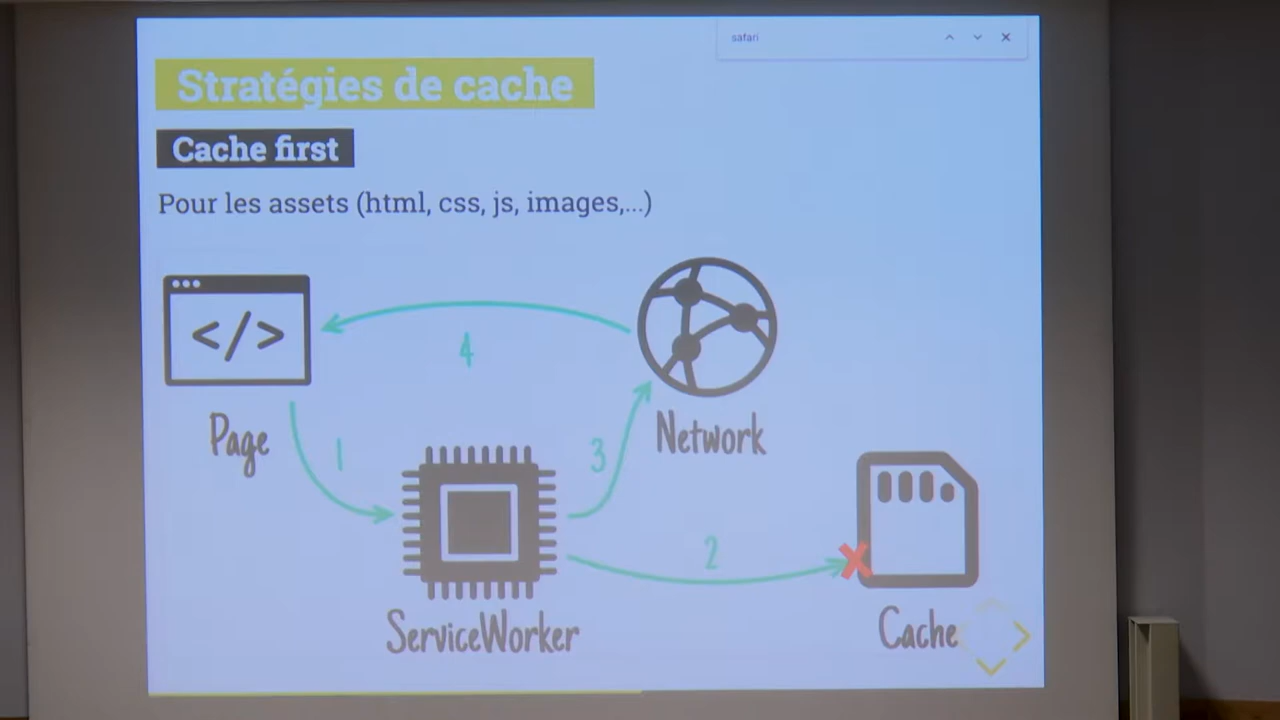 safari
Stratégies de cache
Cache first
Pour les assets (html, css, js, images,...)
</>
4
Page
1
3
Network
2
ServiceWorker
Cache